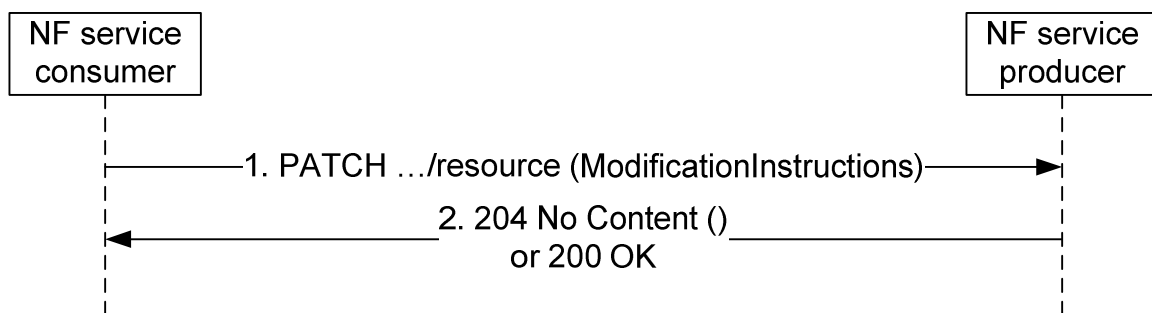 NF service
consumer
NF service
producer
1. PATCH …/resource (ModificationInstructions)
2. 204 No Content ()
or 200 OK